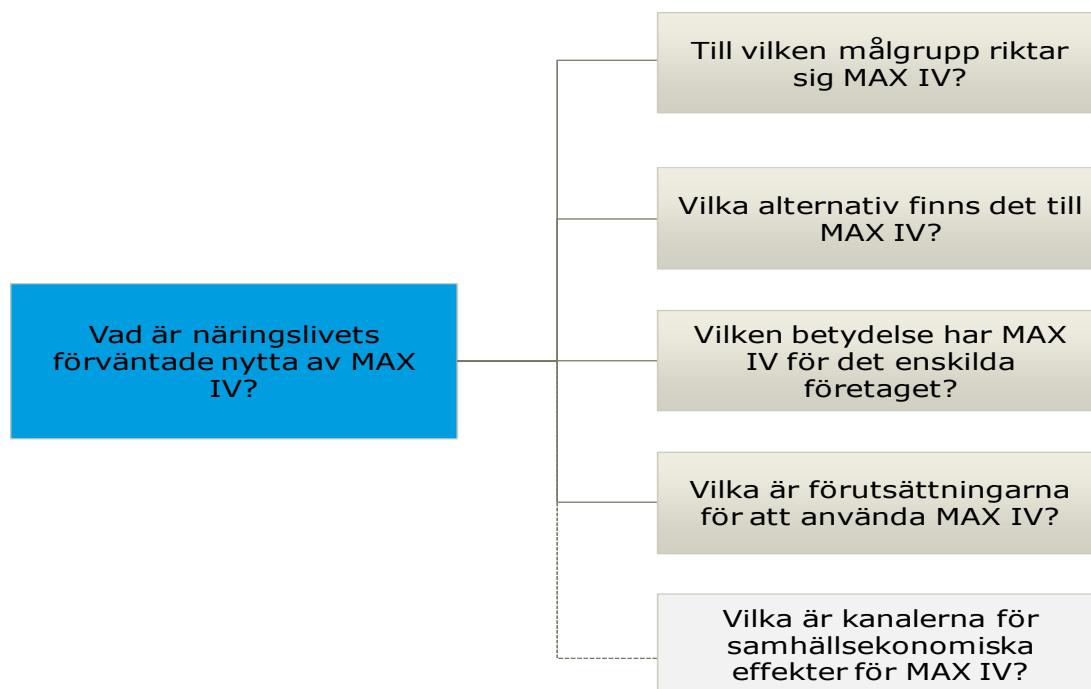 Till vilken målgrupp riktar
sig MAX IV?
Vilka alternativ finns det till
MAX IV?
Vad är näringslivets
förväntade nytta av MAX
IV?
Vilken betydelse har MAX
IV för det enskilda
företaget?
Vilka är förutsättningarna
för att använda MAX IV?
Vilka är kanalerna för
samhällsekonomiska
effekter för MAX IV?